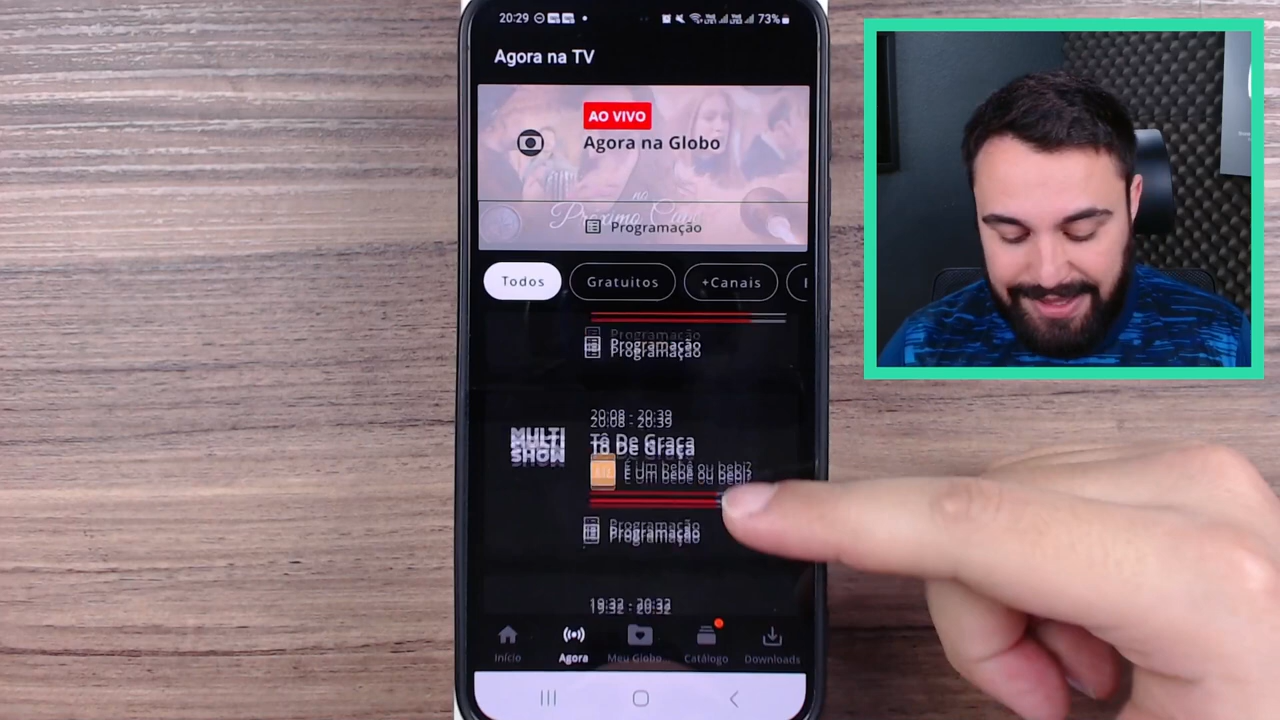 20:29
73%
Agora na TV
AO VIVO
Agora na Globo
no
Próximo
Programação
Todos
Gratuitos
+Canais
Programação
20:08 - 20:39
MULTI
SHOW
Tô De Graça
É Um bebê ou bebi?
Programação
19:32 - 20:32
Início
Agora
Meu Globo...
Catálogo
Downloads